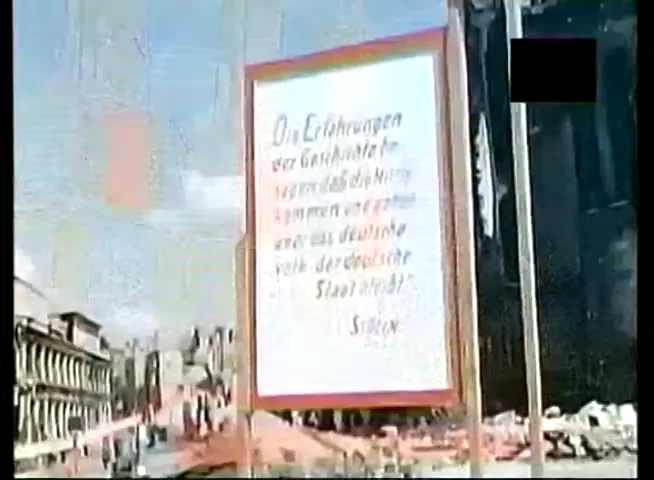 Die Erfahrungen
der Geschichte be-
sagen daß die Hitler
kommen und gehen
aber das deutsche
Volk der deutsche
Staat bleibt."
Stalin